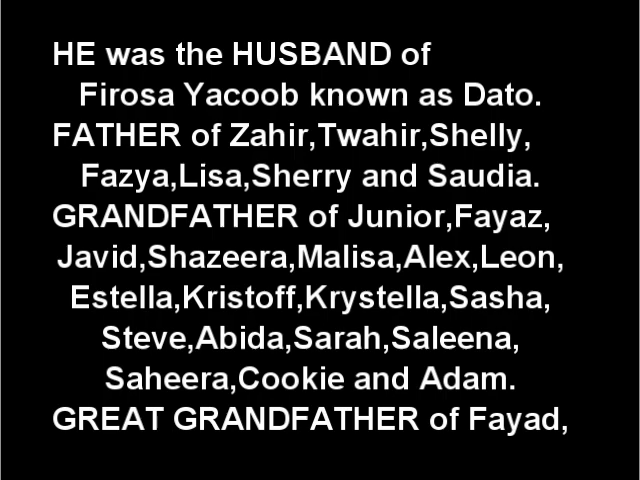 HE was the HUSBAND of
Firosa Yacoob known as Dato.
FATHER of Zahir,Twahir,Shelly,
Fazya,Lisa,Sherry and Saudia.
GRANDFATHER of Junior,Fayaz,
Javid,Shazeera,Malisa,Alex,Leon,
Estella,Kristoff,Krystella,Sasha,
Steve,Abida,Sarah,Saleena,
Saheera,Cookie and Adam.
GREAT GRANDFATHER of Fayad,